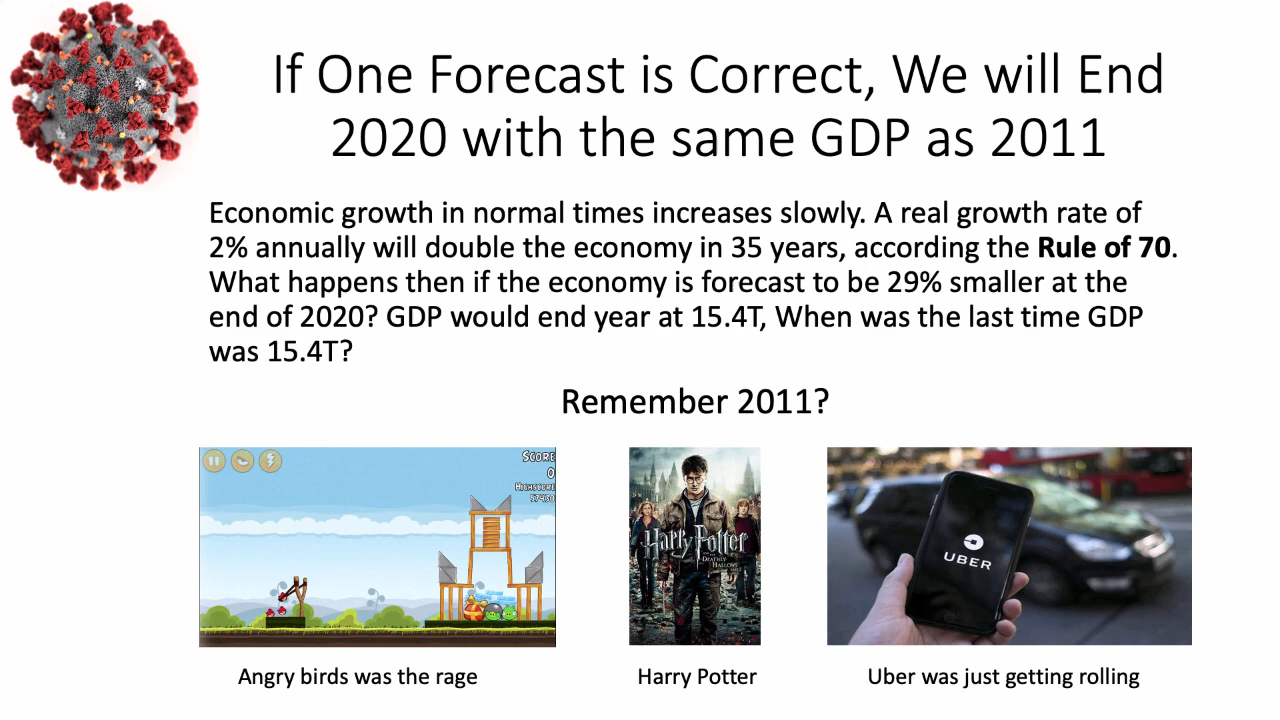 If One Forecast is Correct, We will End
2020 with the same GDP as 2011
Economic growth in normal times increases slowly. A real growth rate of
2% annually will double the economy in 35 years, according the Rule of 70.
What happens then if the economy is forecast to be 29% smaller at the
end of 2020? GDP would end year at 15.4T, When was the last time GDP
was 15.4T?
Remember 2011?
SCORE
0
HIGHSCORE
Harry Potter
DEATHLY
HALLOWS
UBER
Angry birds was the rage
Harry Potter
Uber was just getting rolling